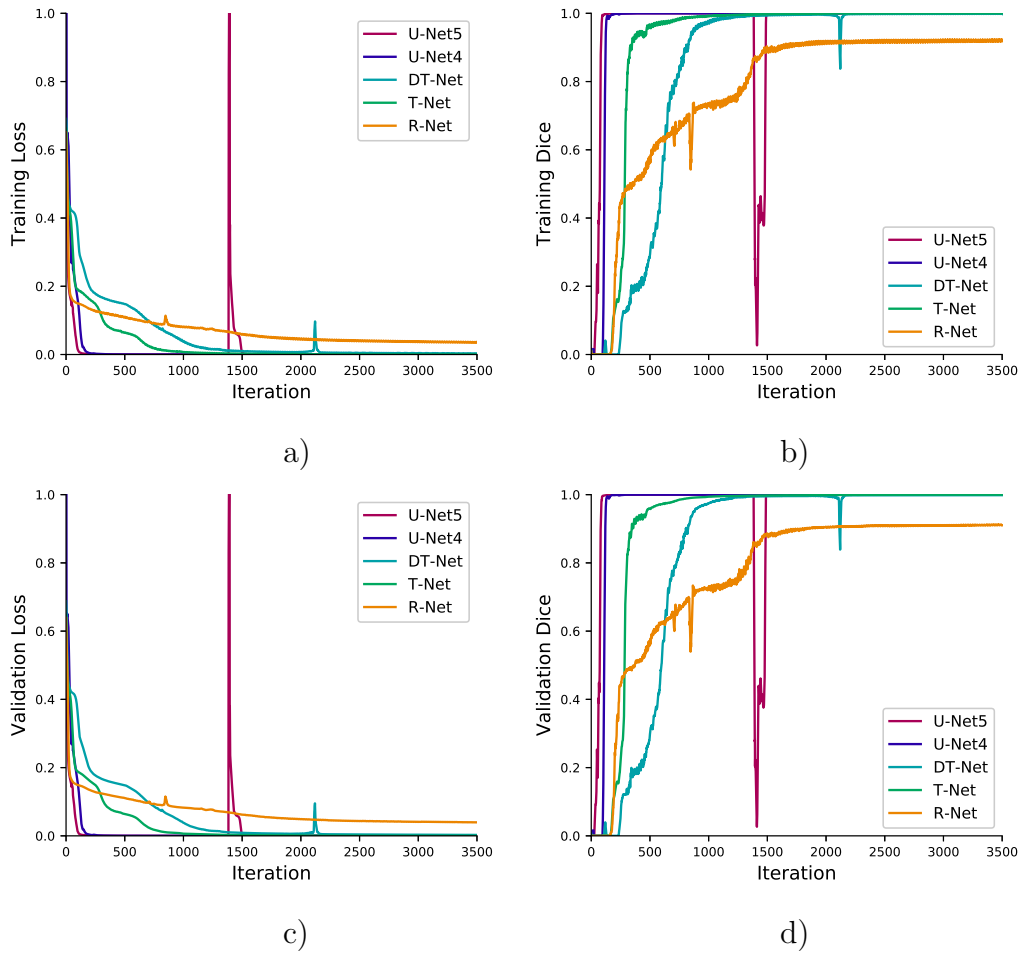 1.0
0.8
0.6
0.4
0.2
0.0
Training Loss
0 500 1000 1500 2000 2500 3000 3500
Iteration
U-Net5
U-Net4
DT-Net
T-Net
R-Net
a)
1.0
0.8
0.6
0.4
0.2
0.0
Training Dice
0 500 1000 1500 2000 2500 3000 3500
Iteration
U-Net5
U-Net4
DT-Net
T-Net
R-Net
b)
1.0
0.8
0.6
0.4
0.2
0.0
Validation Loss
0 500 1000 1500 2000 2500 3000 3500
Iteration
U-Net5
U-Net4
DT-Net
T-Net
R-Net
c)
1.0
0.8
0.6
0.4
0.2
0.0
Validation Dice
0 500 1000 1500 2000 2500 3000 3500
Iteration
U-Net5
U-Net4
DT-Net
T-Net
R-Net
d)